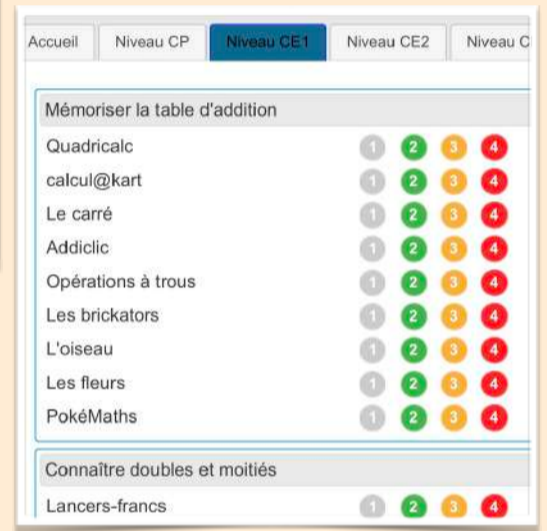 Accueil Niveau CP Niveau CE1 Niveau CE2 Niveau C
Mémoriser la table d'addition
Quadricalc 1 2 3 4
calcul@kart 1 2 3 4
Le carré 1 2 3 4
Addiclic 1 2 3 4
Opérations à trous 1 2 3 4
Les brickators 1 2 3 4
L'oiseau 1 2 3 4
Les fleurs 1 2 3 4
PokéMaths 1 2 3 4
Connaître doubles et moitiés
Lancers-francs 1 2 3 4